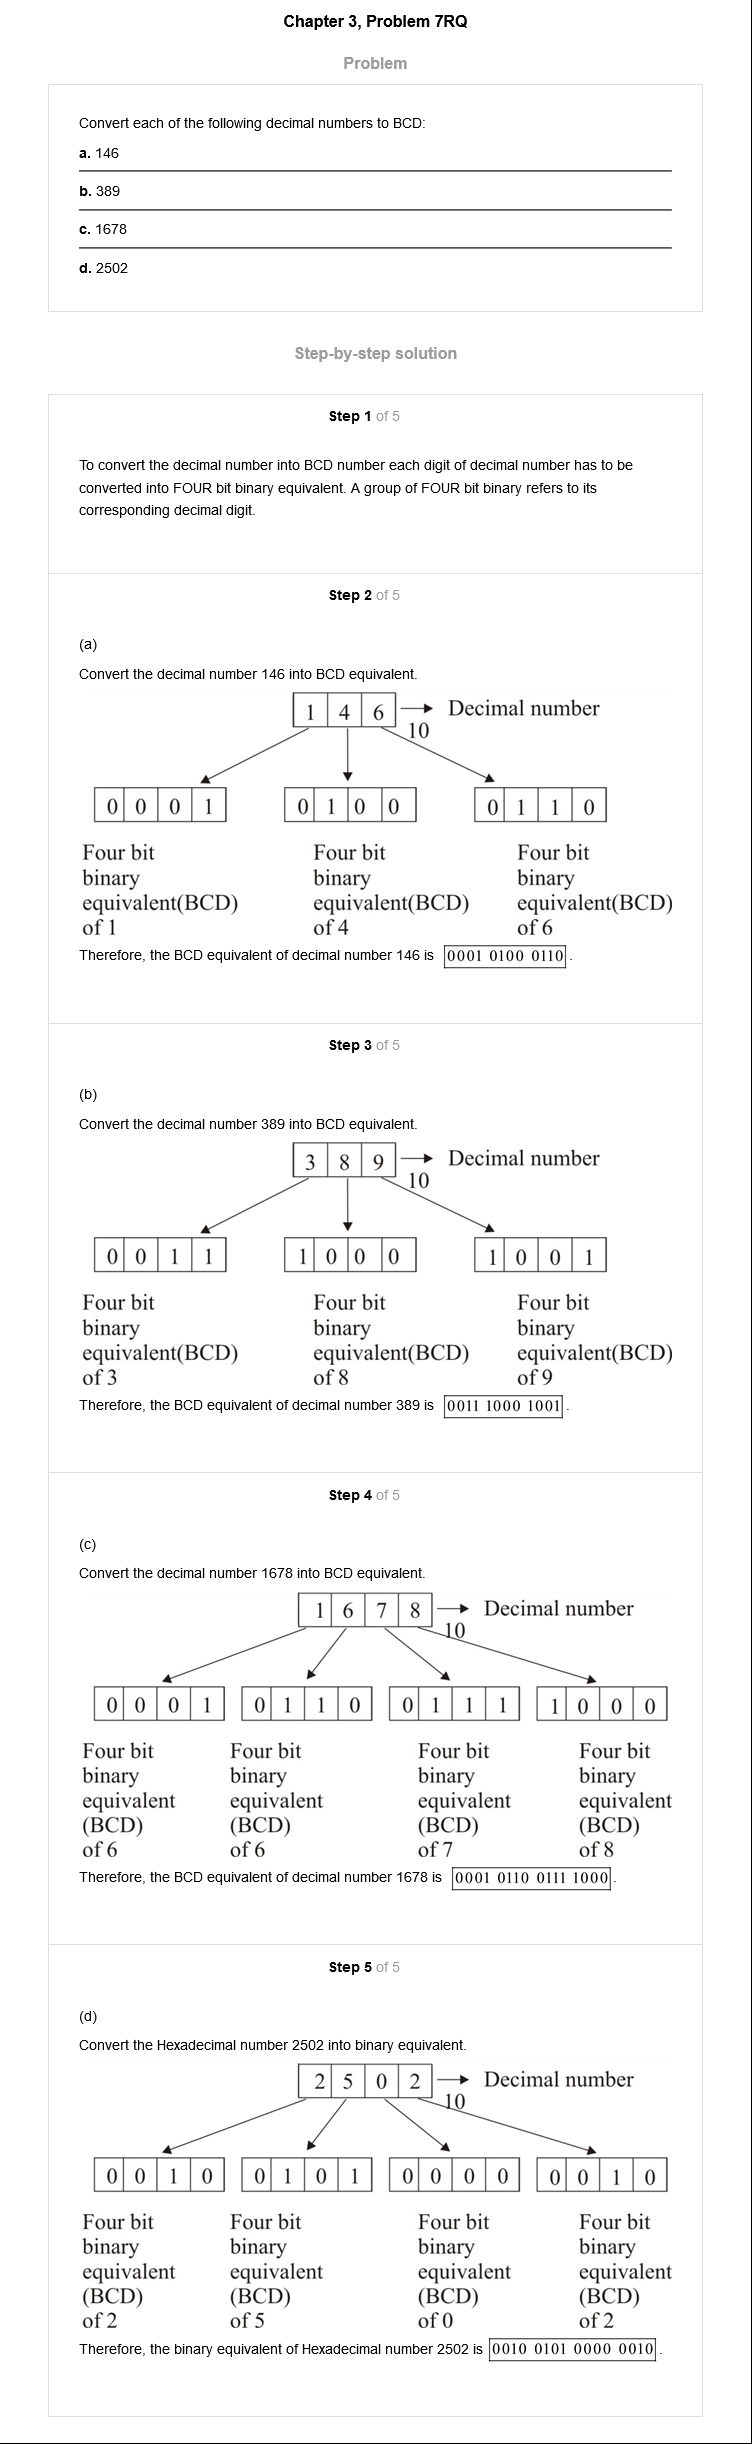 Chapter 3, Problem 7RQ
Problem
Convert each of the following decimal numbers to BCD:
a. 146
b. 389
c. 1678
d. 2502
Step-by-step solution
Step 1 of 5
To convert the decimal number into BCD number each digit of decimal number has to be
converted into FOUR bit binary equivalent. A group of FOUR bit binary refers to its
corresponding decimal digit.
Step 2 of 5
(a)
Convert the decimal number 146 into BCD equivalent.
1 4 6 Decimal number
10
0 0 0 1 0 1 0 0 0 1 1 0
Four bit Four bit Four bit
binary binary binary
equivalent(BCD) equivalent(BCD) equivalent(BCD)
of 1 of 4 of 6
Therefore, the BCD equivalent of decimal number 146 is 0001 0100 0110.
Step 3 of 5
(b)
Convert the decimal number 389 into BCD equivalent.
3 8 9 Decimal number
10
0 0 1 1 1 0 0 0 1 0 0 1
Four bit Four bit Four bit
binary binary binary
equivalent(BCD) equivalent(BCD) equivalent(BCD)
of 3 of 8 of 9
Therefore, the BCD equivalent of decimal number 389 is 0011 1000 1001.
Step 4 of 5
(c)
Convert the decimal number 1678 into BCD equivalent.
1 6 7 8 Decimal number
10
0 0 0 1 0 1 1 0 0 1 1 1 1 0 0 0
Four bit Four bit Four bit Four bit
binary binary binary binary
equivalent equivalent equivalent equivalent
(BCD) (BCD) (BCD) (BCD)
of 6 of 6 of 7 of 8
Therefore, the BCD equivalent of decimal number 1678 is 0001 0110 0111 1000.
Step 5 of 5
(d)
Convert the Hexadecimal number 2502 into binary equivalent.
2 5 0 2 Decimal number
10
0 0 1 0 0 1 0 1 0 0 0 0 0 0 1 0
Four bit Four bit Four bit Four bit
binary binary binary binary
equivalent equivalent equivalent equivalent
(BCD) (BCD) (BCD) (BCD)
of 2 of 5 of 0 of 2
Therefore, the binary equivalent of Hexadecimal number 2502 is 0010 0101 0000 0010.